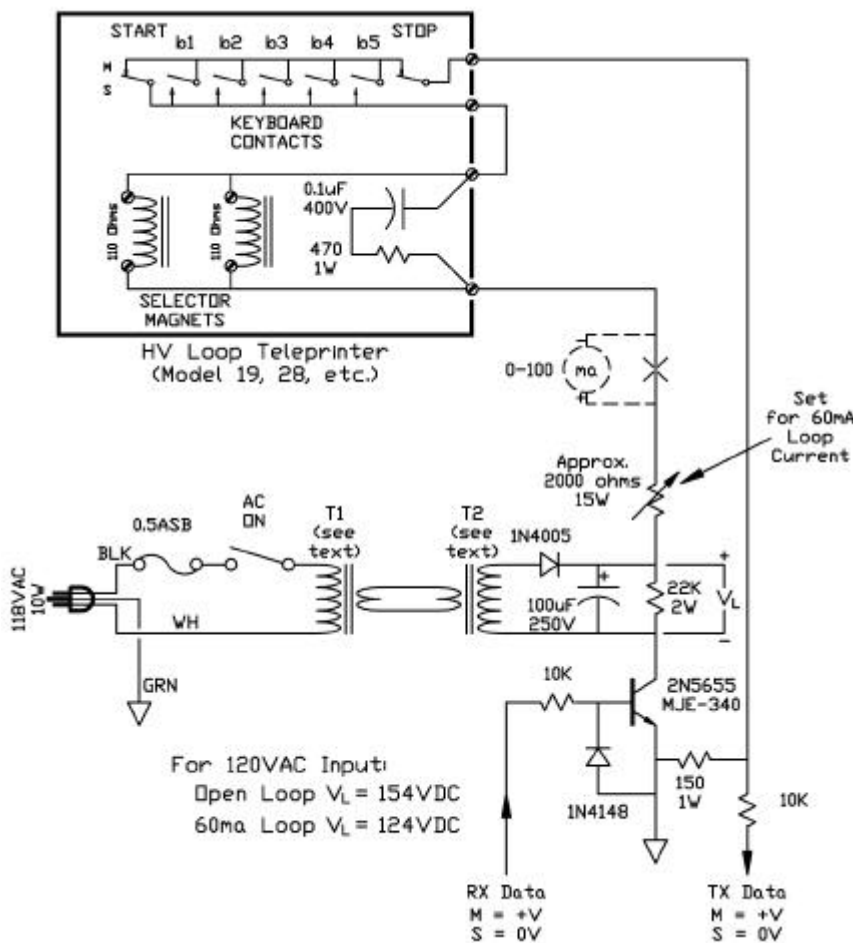 START
b1 b2 b3 b4 b5
STOP
M
S
KEYBOARD
CONTACTS
0.1uF
400V
110 Ohms
110 Ohms
470
1W
SELECTOR
MAGNETS
HV Loop Teleprinter
(Model 19, 28, etc.)
0-100
-
ma
+
Set
for 60mA
Loop
Current
Approx.
2000 ohms
15W
118VAC
10W
BLK
0.5ASB
AC
ON
T1
(see
text)
T2
(see
text)
1N4005
WH
GRN
+
100uF
250V
22K
2W
+
VL
-
10K
2N5655
MJE-340
1N4148
150
1W
10K
For 120VAC Input:
Open Loop VL = 154VDC
60ma Loop VL = 124VDC
RX Data
M = +V
S = 0V
TX Data
M = +V
S = 0V